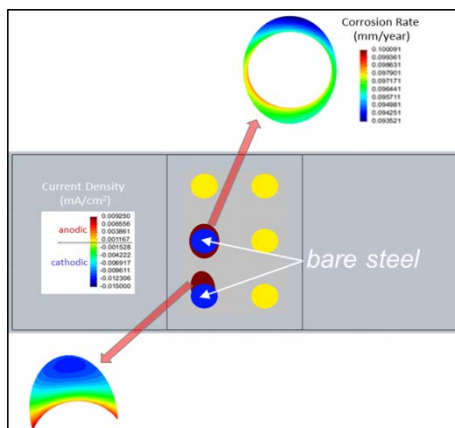 Corrosion Rate
(mm/year)
0.100091
0.099361
0.098631
0.097901
0.097171
0.096441
0.095711
0.094981
0.094251
0.093521
Current Density
(mA/cm²)
anodic
cathodic
0.009250
0.006556
0.003861
0.001167
-0.001528
-0.004222
-0.006917
-0.009611
-0.012306
-0.015000
bare steel